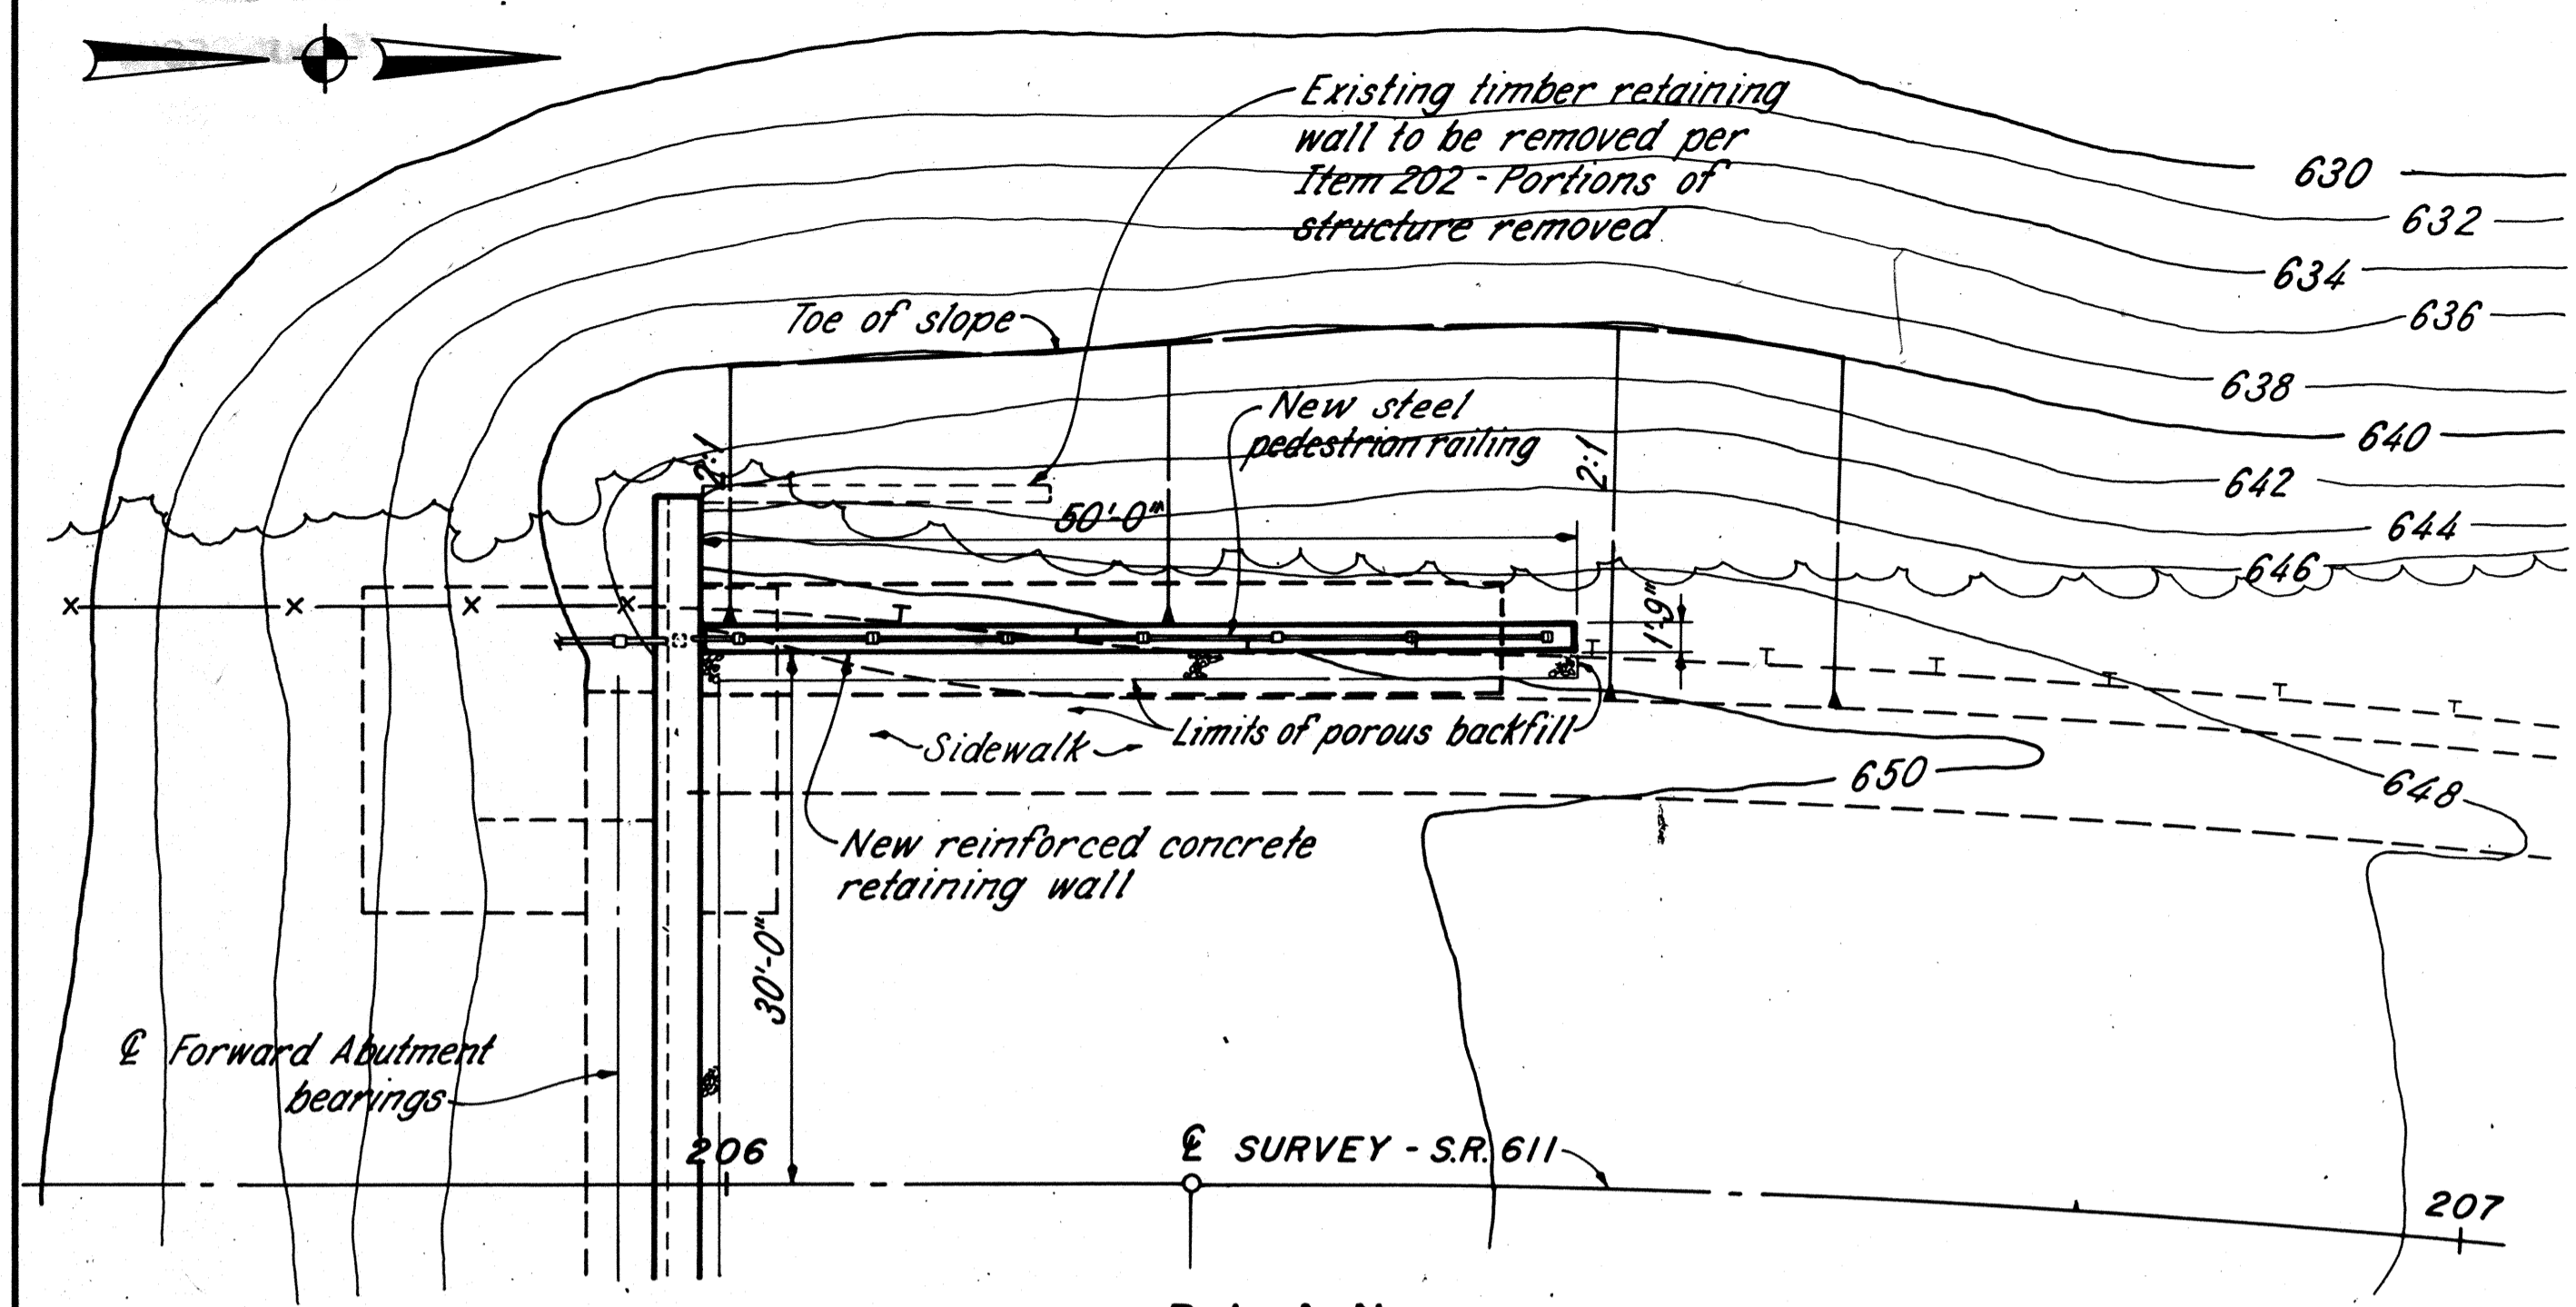 Existing timber retaining
wall to be removed per
Item 202 - Portions of
structure removed
630
632
634
636
638
640
642
644
646
648
650
Toe of slope
New steel
pedestrian railing
2:1
2:1
50'-0"
1'-9"
Limits of porous backfill
Sidewalk
New reinforced concrete
retaining wall
30'-0"
℄ Forward Abutment
bearings
206
℄ SURVEY - S.R. 611
207
T
T
T
T
T
T
T
X
X
X
X